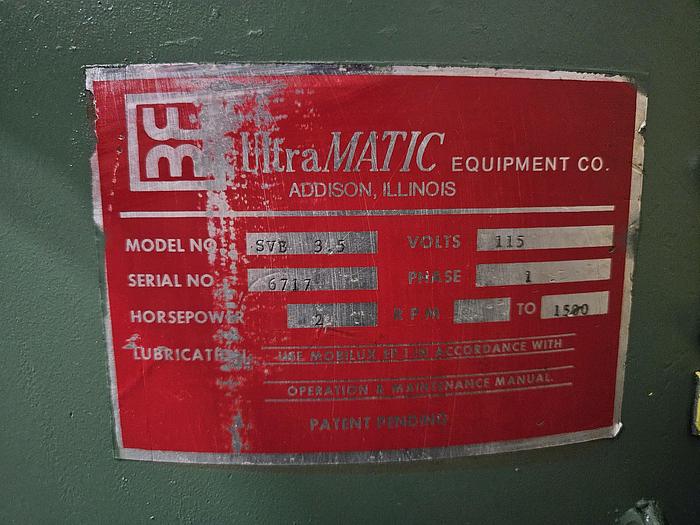 UltraMATIC EQUIPMENT CO.
ADDISON, ILLINOIS
MODEL NO. SVB 3.5 VOLTS 115
SERIAL NO. 6717 PHASE 1
HORSEPOWER 2 RPM TO 1500
LUBRICATION USE MOBILUX EP 1 IN ACCORDANCE WITH
OPERATION & MAINTENANCE MANUAL.
PATENT PENDING